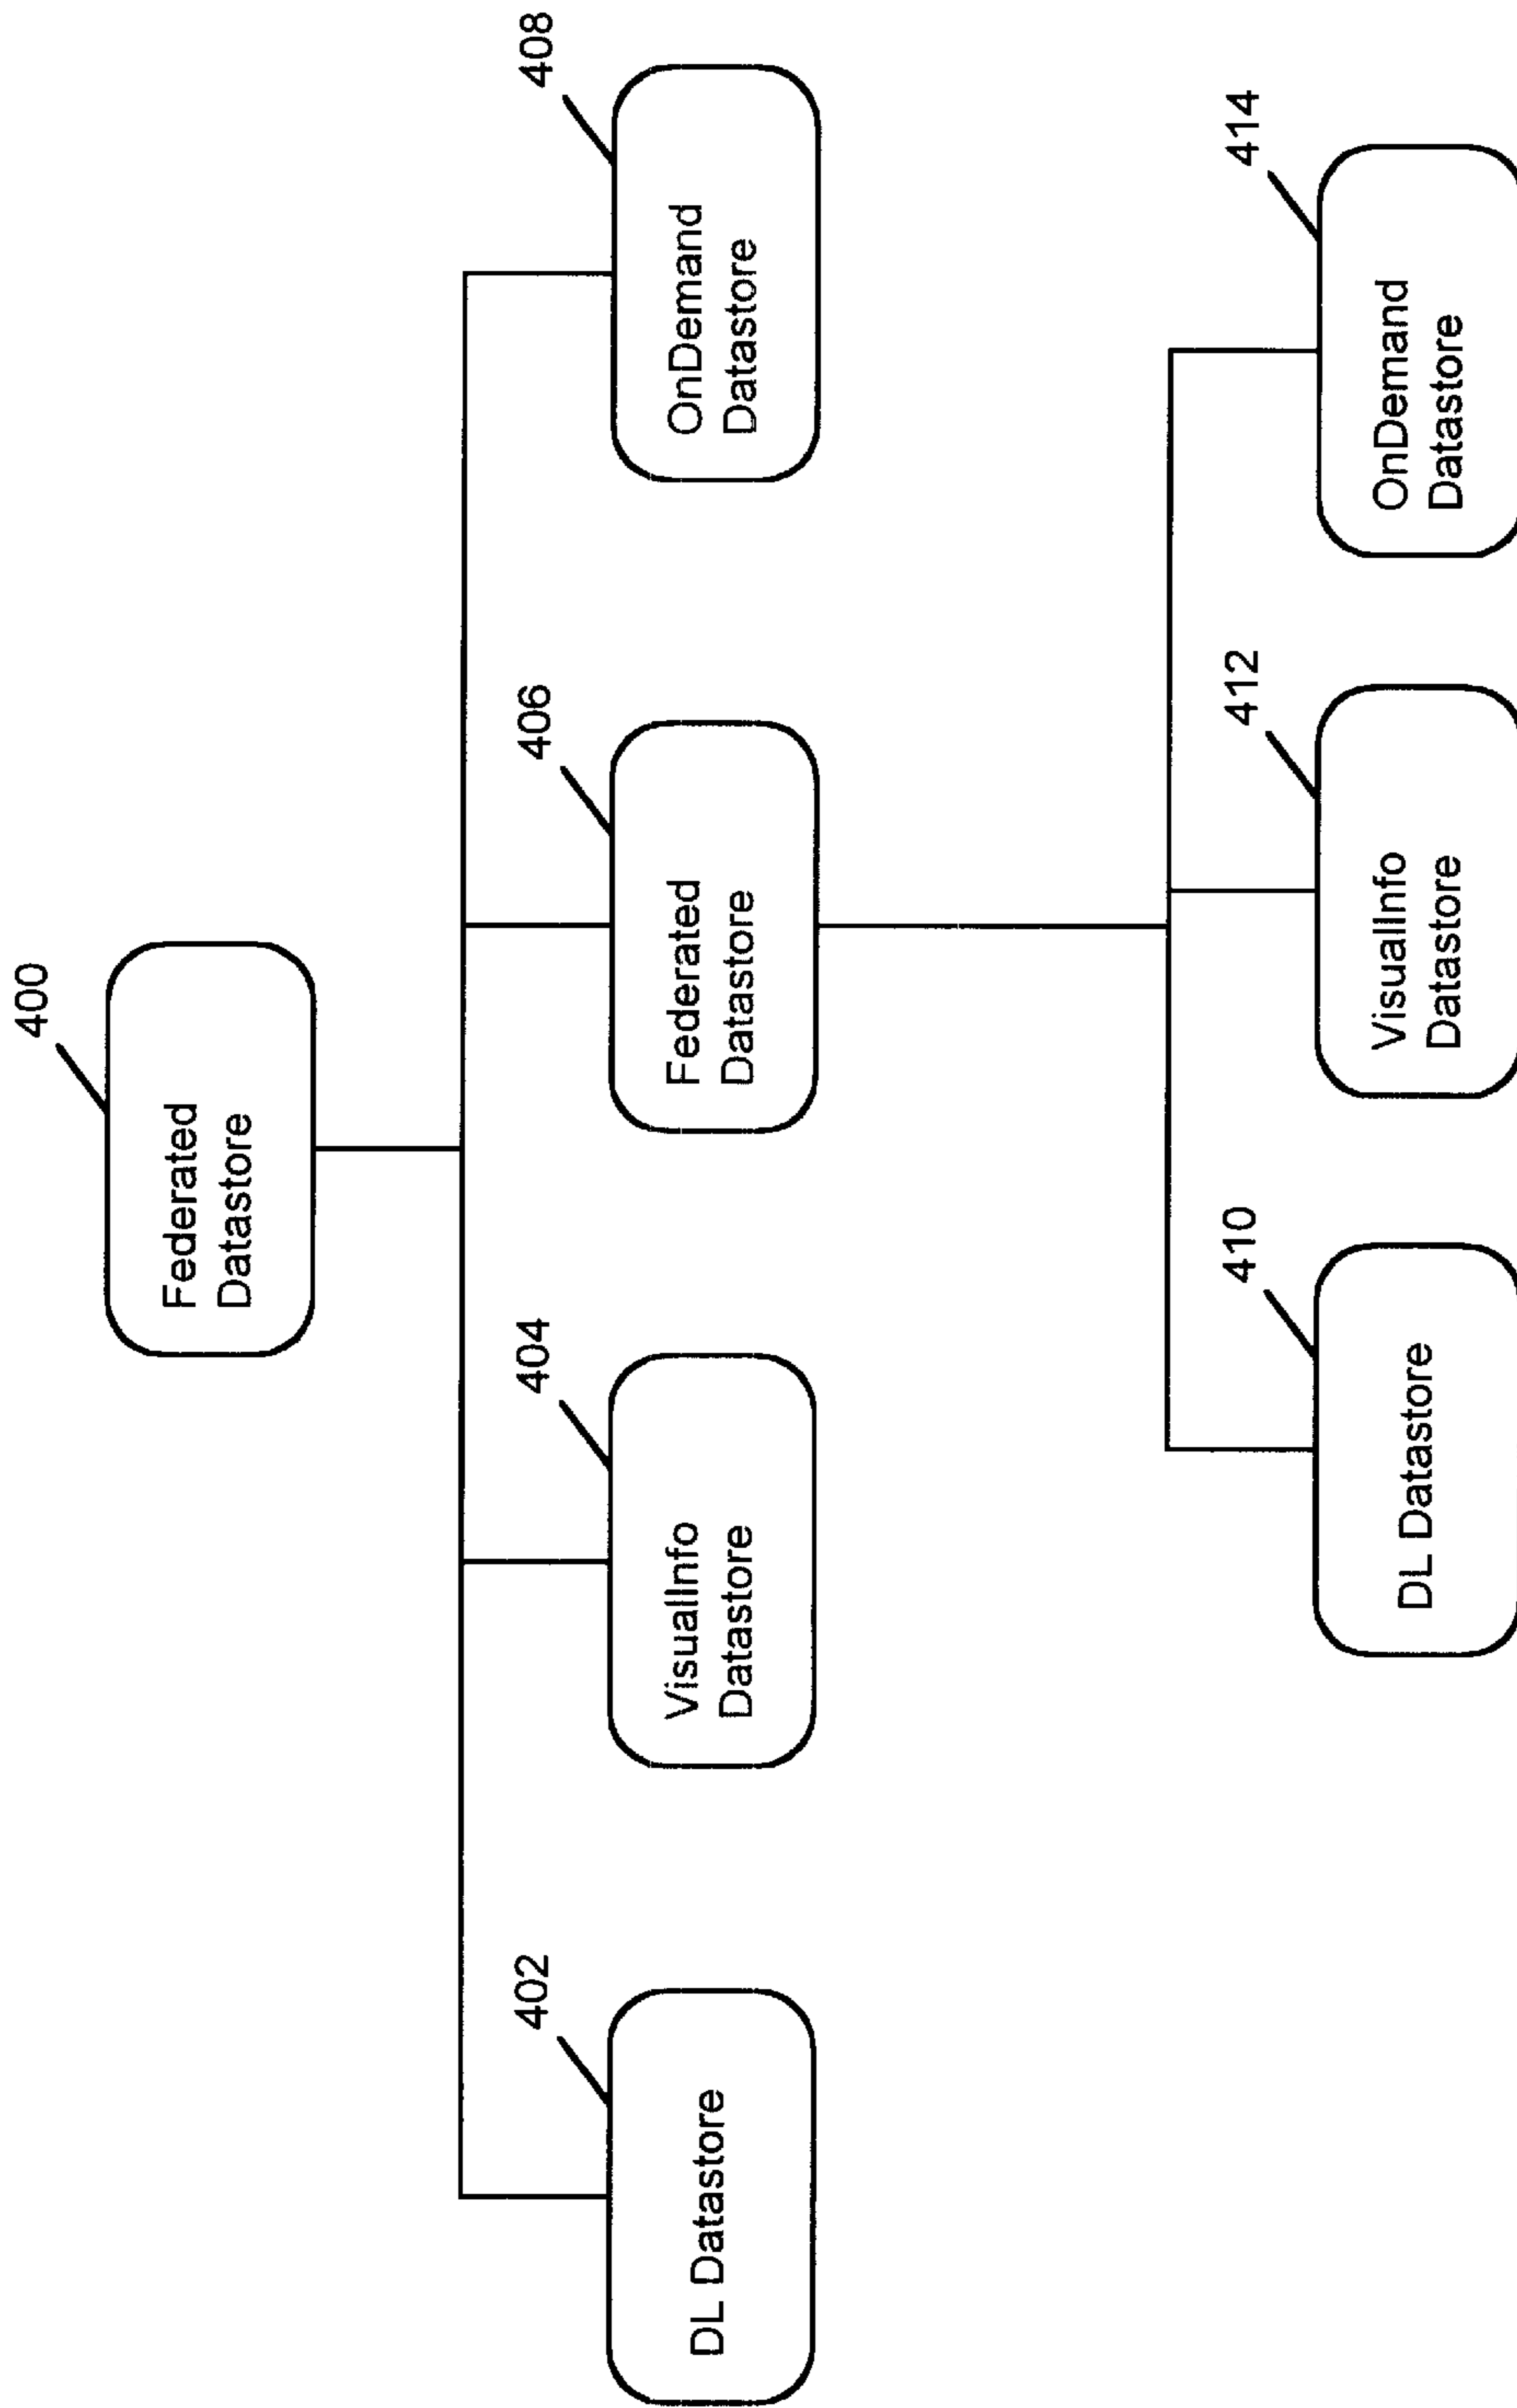 400
Federated
Datastore
402
DL Datastore
404
VisualInfo
Datastore
406
Federated
Datastore
408
OnDemand
Datastore
410
DL Datastore
412
VisualInfo
Datastore
414
OnDemand
Datastore